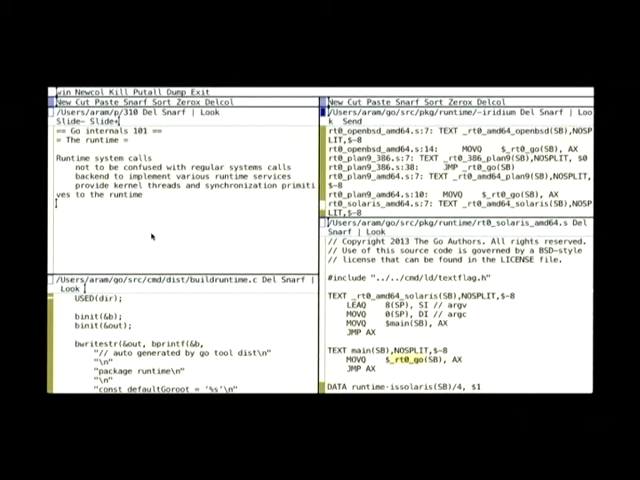 win Newcol Kill Putall Dump Exit
New Cut Paste Snarf Sort Zerox Delcol
/Users/aram/p/310 Del Snarf | Look
Slide- Slide+
== Go internals 101 ==
= The runtime =
Runtime system calls
not to be confused with regular systems calls
backend to implement various runtime services
provide kernel threads and synchronization primiti
ves to the runtime
/Users/aram/go/src/cmd/dist/buildruntime.c Del Snarf |
Look
USED(dir);
binit(&b);
binit(&out);
bwritestr(&out, bprintf(&b,
"// auto generated by go tool dist\n"
"\n"
"package runtime\n"
"\n"
"const defaultGoroot = `%s`\n"
New Cut Paste Snarf Sort Zerox Delcol
/Users/aram/go/src/pkg/runtime/-iridium Del Snarf | Loo
k Send
rt0_openbsd_amd64.s:7: TEXT _rt0_amd64_openbsd(SB),NOSP
LIT,$-8
rt0_openbsd_amd64.s:14: MOVQ $_rt0_go(SB), AX
rt0_plan9_386.s:7: TEXT _rt0_386_plan9(SB),NOSPLIT, $0
rt0_plan9_386.s:38: JMP _rt0_go(SB)
rt0_plan9_amd64.s:7: TEXT _rt0_amd64_plan9(SB),NOSPLIT,
$-8
rt0_plan9_amd64.s:10: MOVQ $_rt0_go(SB), AX
rt0_solaris_amd64.s:7: TEXT _rt0_amd64_solaris(SB),NOSP
LIT,$-8
/Users/aram/go/src/pkg/runtime/rt0_solaris_amd64.s Del
Snarf | Look
// Copyright 2013 The Go Authors. All rights reserved.
// Use of this source code is governed by a BSD-style
// license that can be found in the LICENSE file.
#include "../../cmd/ld/textflag.h"
TEXT _rt0_amd64_solaris(SB),NOSPLIT,$-8
LEAQ 8(SP), SI // argv
MOVQ 0(SP), DI // argc
MOVQ $main(SB), AX
JMP AX
TEXT main(SB),NOSPLIT,$-8
MOVQ $_rt0_go(SB), AX
JMP AX
DATA runtime·issolaris(SB)/4, $1